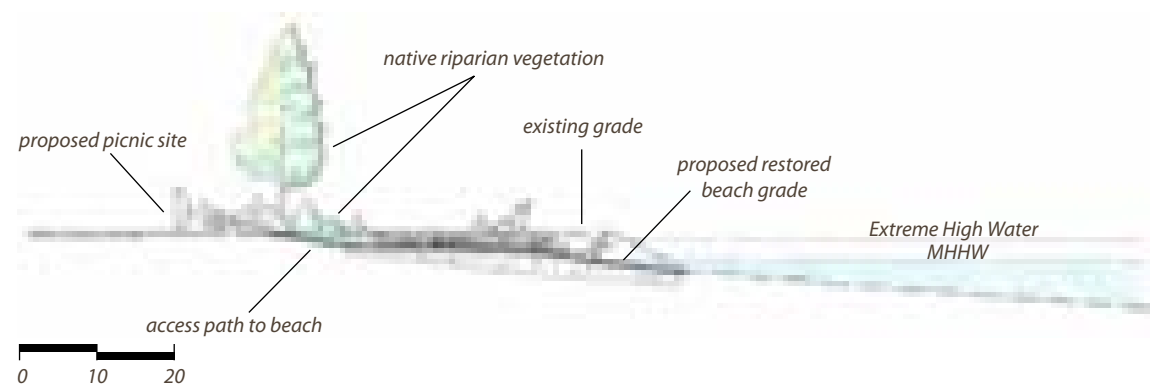 native riparian vegetation
proposed picnic site
existing grade
proposed restored
beach grade
Extreme High Water
MHHW
access path to beach
0 10 20